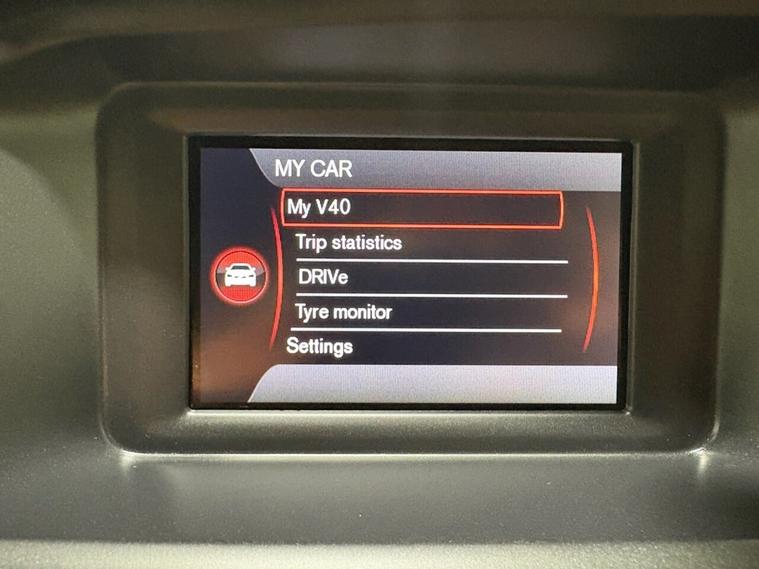 MY CAR
My V40
Trip statistics
DRIVe
Tyre monitor
Settings